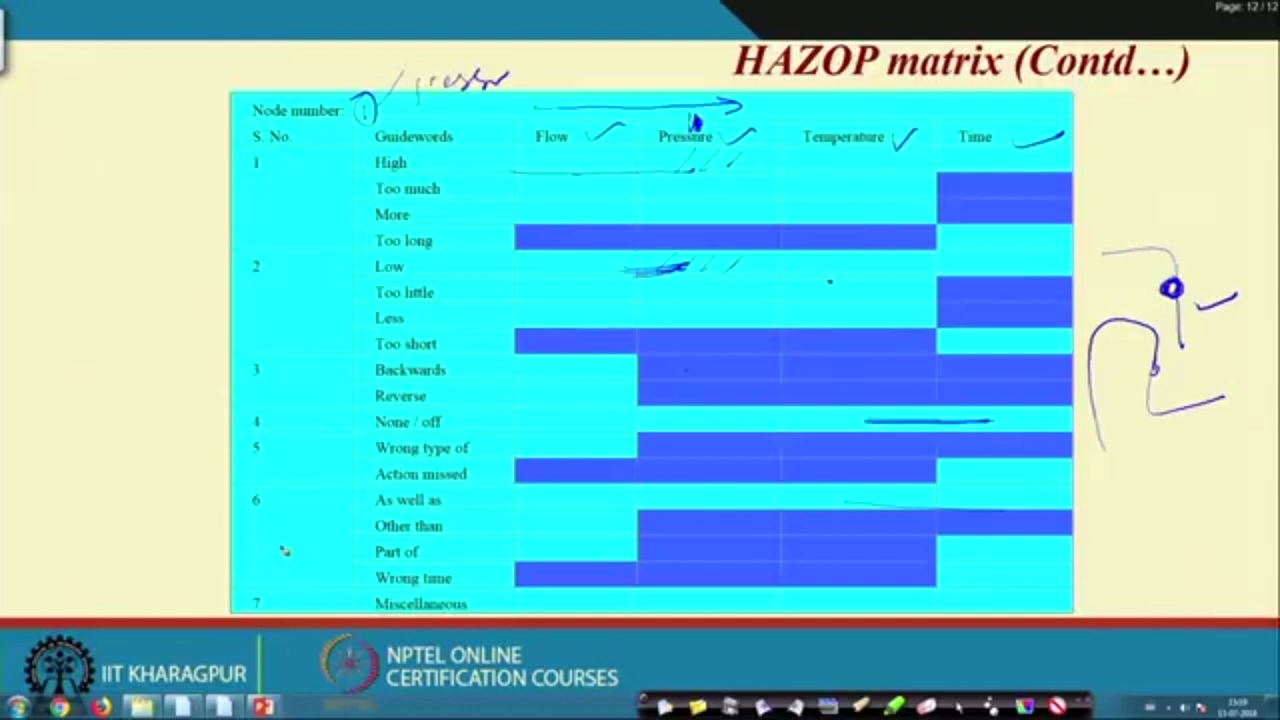 Page: 12 / 12
HAZOP matrix (Contd…)
Node number: 1
S. No. Guidewords Flow Pressure Temperature Time
1 High
Too much
More
Too long
2 Low
Too little
Less
Too short
3 Backwards
Reverse
4 None / off
5 Wrong type of
Action missed
6 As well as
Other than
Part of
Wrong time
7 Miscellaneous
IIT KHARAGPUR
NPTEL ONLINE
CERTIFICATION COURSES